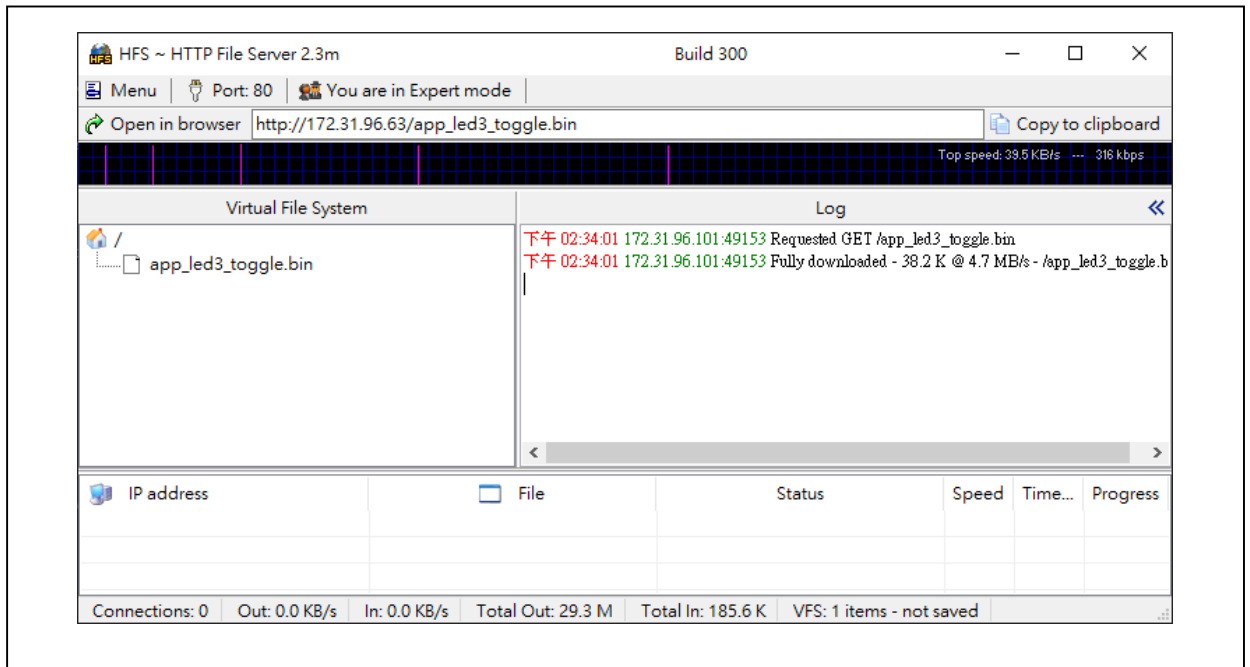 HFS ~ HTTP File Server 2.3m Build 300
Menu Port: 80 You are in Expert mode
Open in browser http://172.31.96.63/app_led3_toggle.bin Copy to clipboard
Top speed: 39.5 KB/s --- 316 kbps
Virtual File System
/
app_led3_toggle.bin
Log
下午 02:34:01 172.31.96.101:49153 Requested GET /app_led3_toggle.bin
下午 02:34:01 172.31.96.101:49153 Fully downloaded - 38.2 K @ 4.7 MB/s - /app_led3_toggle.b
IP address File Status Speed Time... Progress
Connections: 0 Out: 0.0 KB/s In: 0.0 KB/s Total Out: 29.3 M Total In: 185.6 K VFS: 1 items - not saved